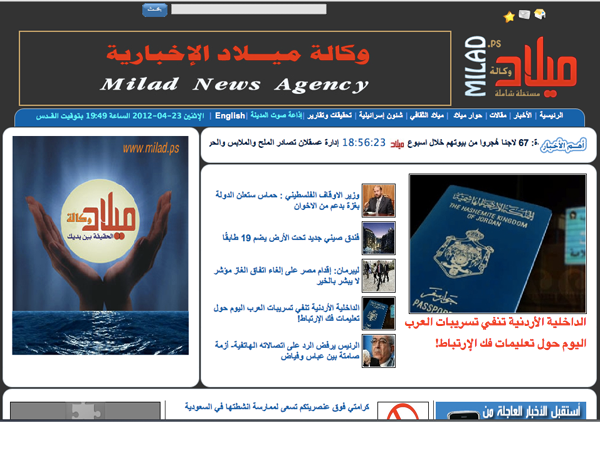 بحث
وكالة ميلاد الإخبارية
Milad News Agency
MILAD.PS
ميلاد
وكالة
مستقلة شاملة
الرئيسية | الأخبار | مقالات | حوار ميلاد | ميلاد الثقافي | شئون إسرائيلية | تحقيقات وتقارير | إذاعة صوت المدينة | English | الإثنين 23-04-2012 الساعة 19:49 بتوقيت القدس
أهم الأخبار
ة: 67 لاجئا هُجروا من بيوتهم خلال اسبوع ميلاد 18:56:23 إدارة عسقلان تصادر الملح والملابس والحر
www.milad.ps
وكالة
ميلاد
الحقيقة بين يديك
وزير الاوقاف الفلسطيني : حماس ستعلن الدولة
بغزة بدعم من الاخوان
فندق صيني جديد تحت الأرض يضم 19 طابقًا
ليبرمان: إقدام مصر على إلغاء اتفاق الغاز مؤشر
لا يبشر بالخير
الداخلية الأردنية تنفي تسريبات العرب اليوم حول
تعليمات فك الإرتباط!
الرئيس يرفض الرد على اتصالاته الهاتفية- أزمة
صامتة بين عباس وفياض
THE HASHEMITE KINGDOM
OF JORDAN
PASSPORT
الداخلية الأردنية تنفي تسريبات العرب
اليوم حول تعليمات فك الإرتباط!
كرامتي فوق عنصريتكم تسعى لممارسة انشطتها في السعودية
أستقبل الأخبار العاجلة من